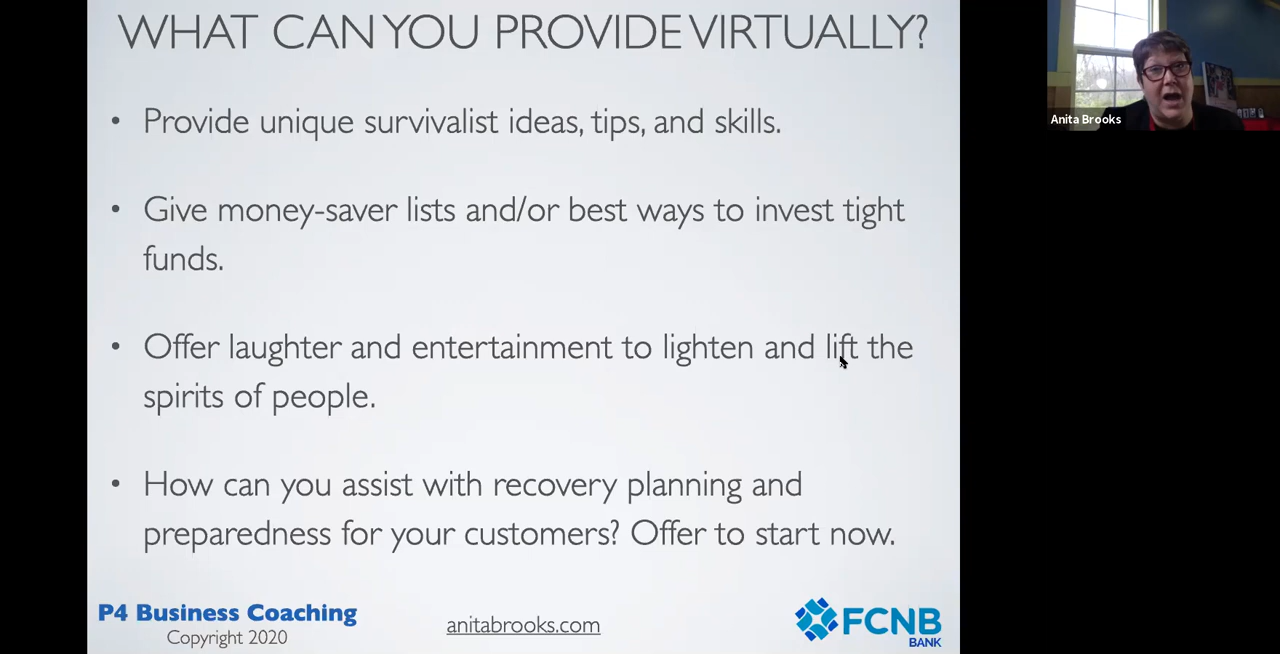 WHAT CAN YOU PROVIDE VIRTUALLY?
• Provide unique survivalist ideas, tips, and skills.
• Give money-saver lists and/or best ways to invest tight
funds.
• Offer laughter and entertainment to lighten and lift the
spirits of people.
• How can you assist with recovery planning and
preparedness for your customers? Offer to start now.
P4 Business Coaching
Copyright 2020
anitabrooks.com
FCNB
BANK
Anita Brooks